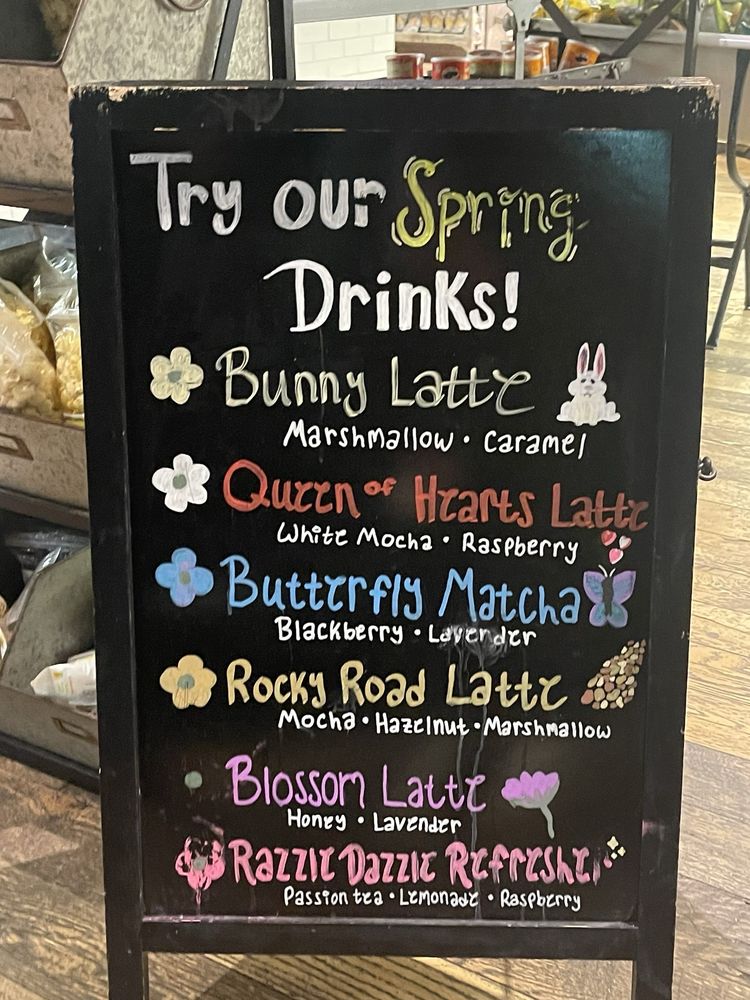 Try our Spring
Drinks!
Bunny Latte
Marshmallow • Caramel
Queen of Hearts Latte
White Mocha • Raspberry
Butterfly Matcha
Blackberry • Lavender
Rocky Road Latte
Mocha • Hazelnut • Marshmallow
Blossom Latte
Honey • Lavender
Razzle Dazzle Refresher
Passion tea • Lemonade • Raspberry